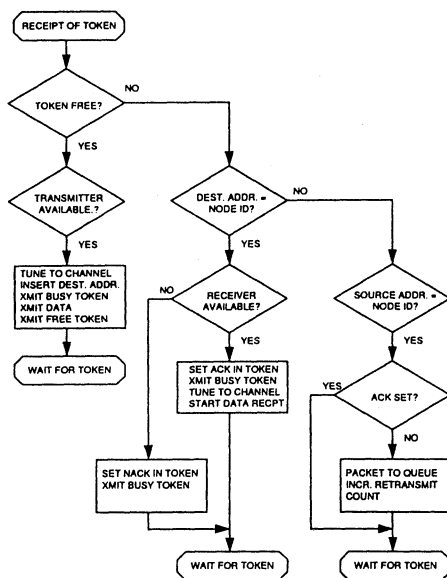 RECEIPT OF TOKEN
TOKEN FREE?
NO
YES
TRANSMITTER
AVAILABLE.?
YES
TUNE TO CHANNEL
INSERT DEST. ADDR.
XMIT BUSY TOKEN
XMIT DATA
XMIT FREE TOKEN
WAIT FOR TOKEN
DEST. ADDR. =
NODE ID?
NO
YES
NO
RECEIVER
AVAILABLE?
YES
SET ACK IN TOKEN
XMIT BUSY TOKEN
TUNE TO CHANNEL
START DATA RECPT
SET NACK IN TOKEN
XMIT BUSY TOKEN
WAIT FOR TOKEN
SOURCE ADDR. =
NODE ID?
YES
YES
ACK SET?
NO
PACKET TO QUEUE
INCR. RETRANSMIT
COUNT
WAIT FOR TOKEN